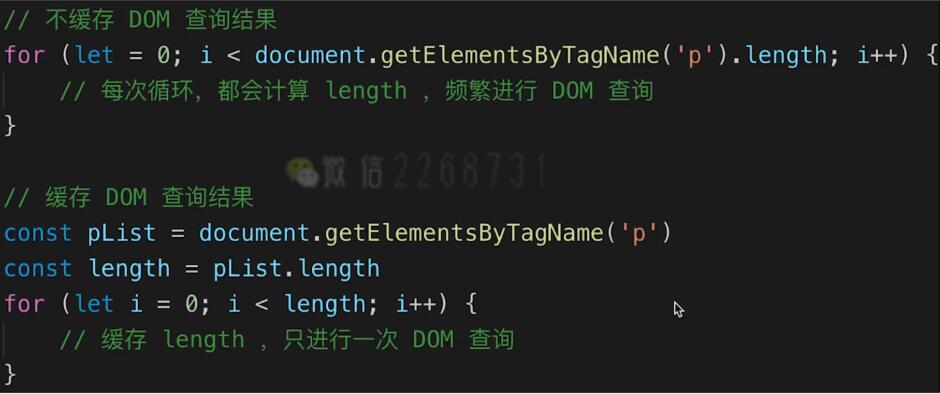 // 不缓存 DOM 查询结果
for (let = 0; i < document.getElementsByTagName('p').length; i++) {
    // 每次循环，都会计算 length ，频繁进行 DOM 查询
}
微信2268731
// 缓存 DOM 查询结果
const pList = document.getElementsByTagName('p')
const length = pList.length
for (let i = 0; i < length; i++) {
    // 缓存 length ，只进行一次 DOM 查询
}